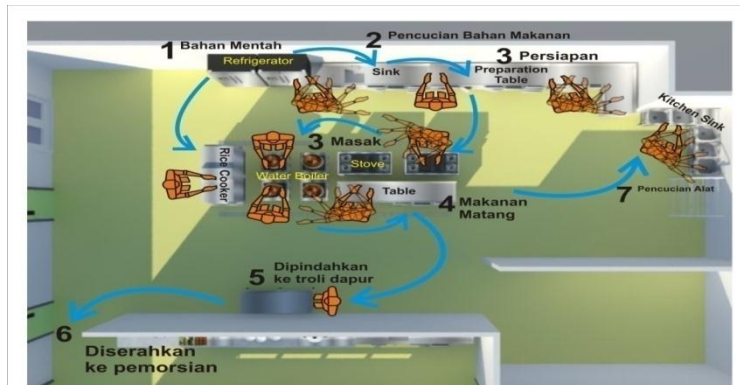 1 Bahan Mentah
Refrigerator
2 Pencucian Bahan Makanan
Sink
3 Persiapan
Preparation
Table
Kitchen Sink
3 Masak
Rice Cooker
Water Boiler
Stove
Table
4 Makanan
Matang
7 Pencucian Alat
5 Dipindahkan
ke troli dapur
6
Diserahkan
ke pemorsian